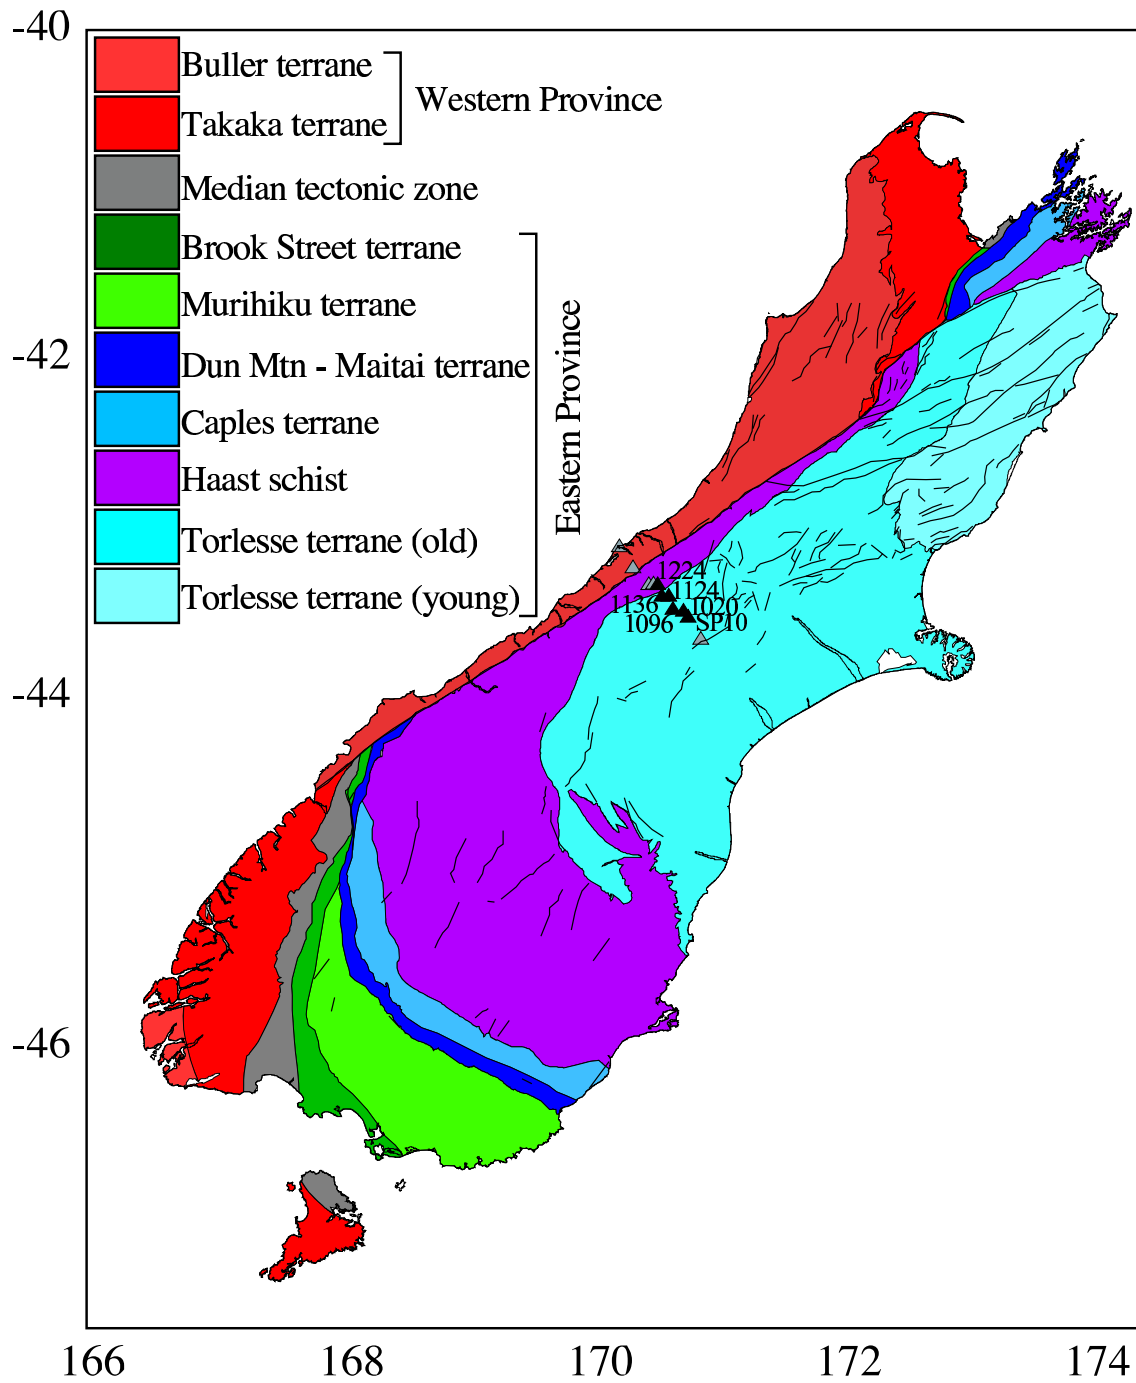 -40
Buller terrane
Western Province
Takaka terrane
Median tectonic zone
Brook Street terrane
Murihiku terrane
Eastern Province
-42
Dun Mtn - Maitai terrane
Caples terrane
Haast schist
Torlesse terrane (old)
Torlesse terrane (young)
1224
1124
1136
1020
1096
SP10
-44
-46
166
168
170
172
174